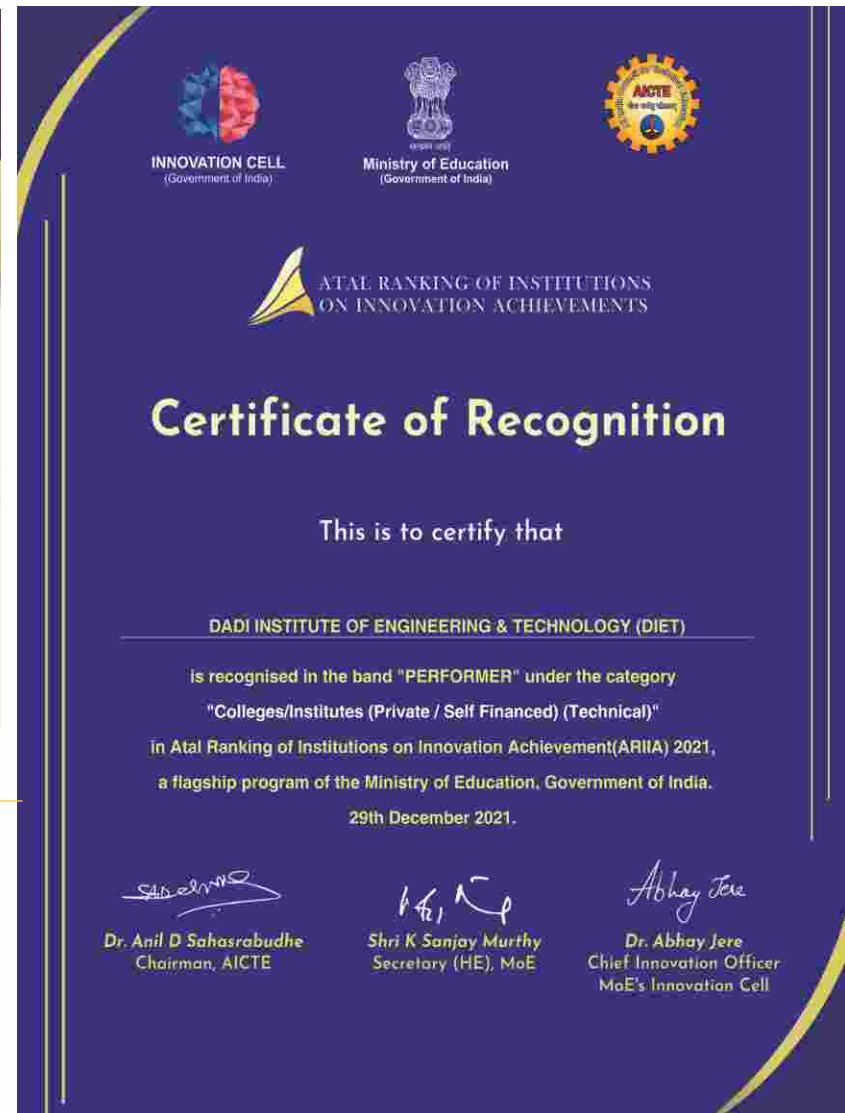 INNOVATION CELL
(Government of India)
Ministry of Education
(Government of India)
AICTE
ATAL RANKING OF INSTITUTIONS
ON INNOVATION ACHIEVEMENTS
Certificate of Recognition
This is to certify that
DADI INSTITUTE OF ENGINEERING & TECHNOLOGY (DIET)
is recognised in the band "PERFORMER" under the category
"Colleges/Institutes (Private / Self Financed) (Technical)"
in Atal Ranking of Institutions on Innovation Achievement(ARIIA) 2021,
a flagship program of the Ministry of Education, Government of India.
29th December 2021.
Abhay Jere
Dr. Anil D Sahasrabudhe
Chairman, AICTE
Shri K Sanjay Murthy
Secretary (HE), MoE
Dr. Abhay Jere
Chief Innovation Officer
MoE's Innovation Cell